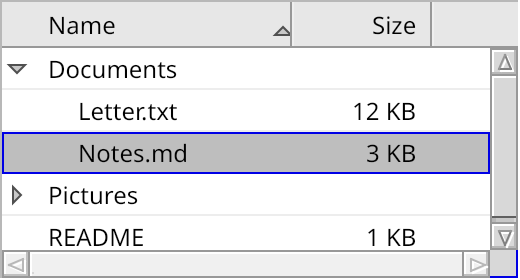 Name Size
Documents
Letter.txt 12 KB
Notes.md 3 KB
Pictures
README 1 KB